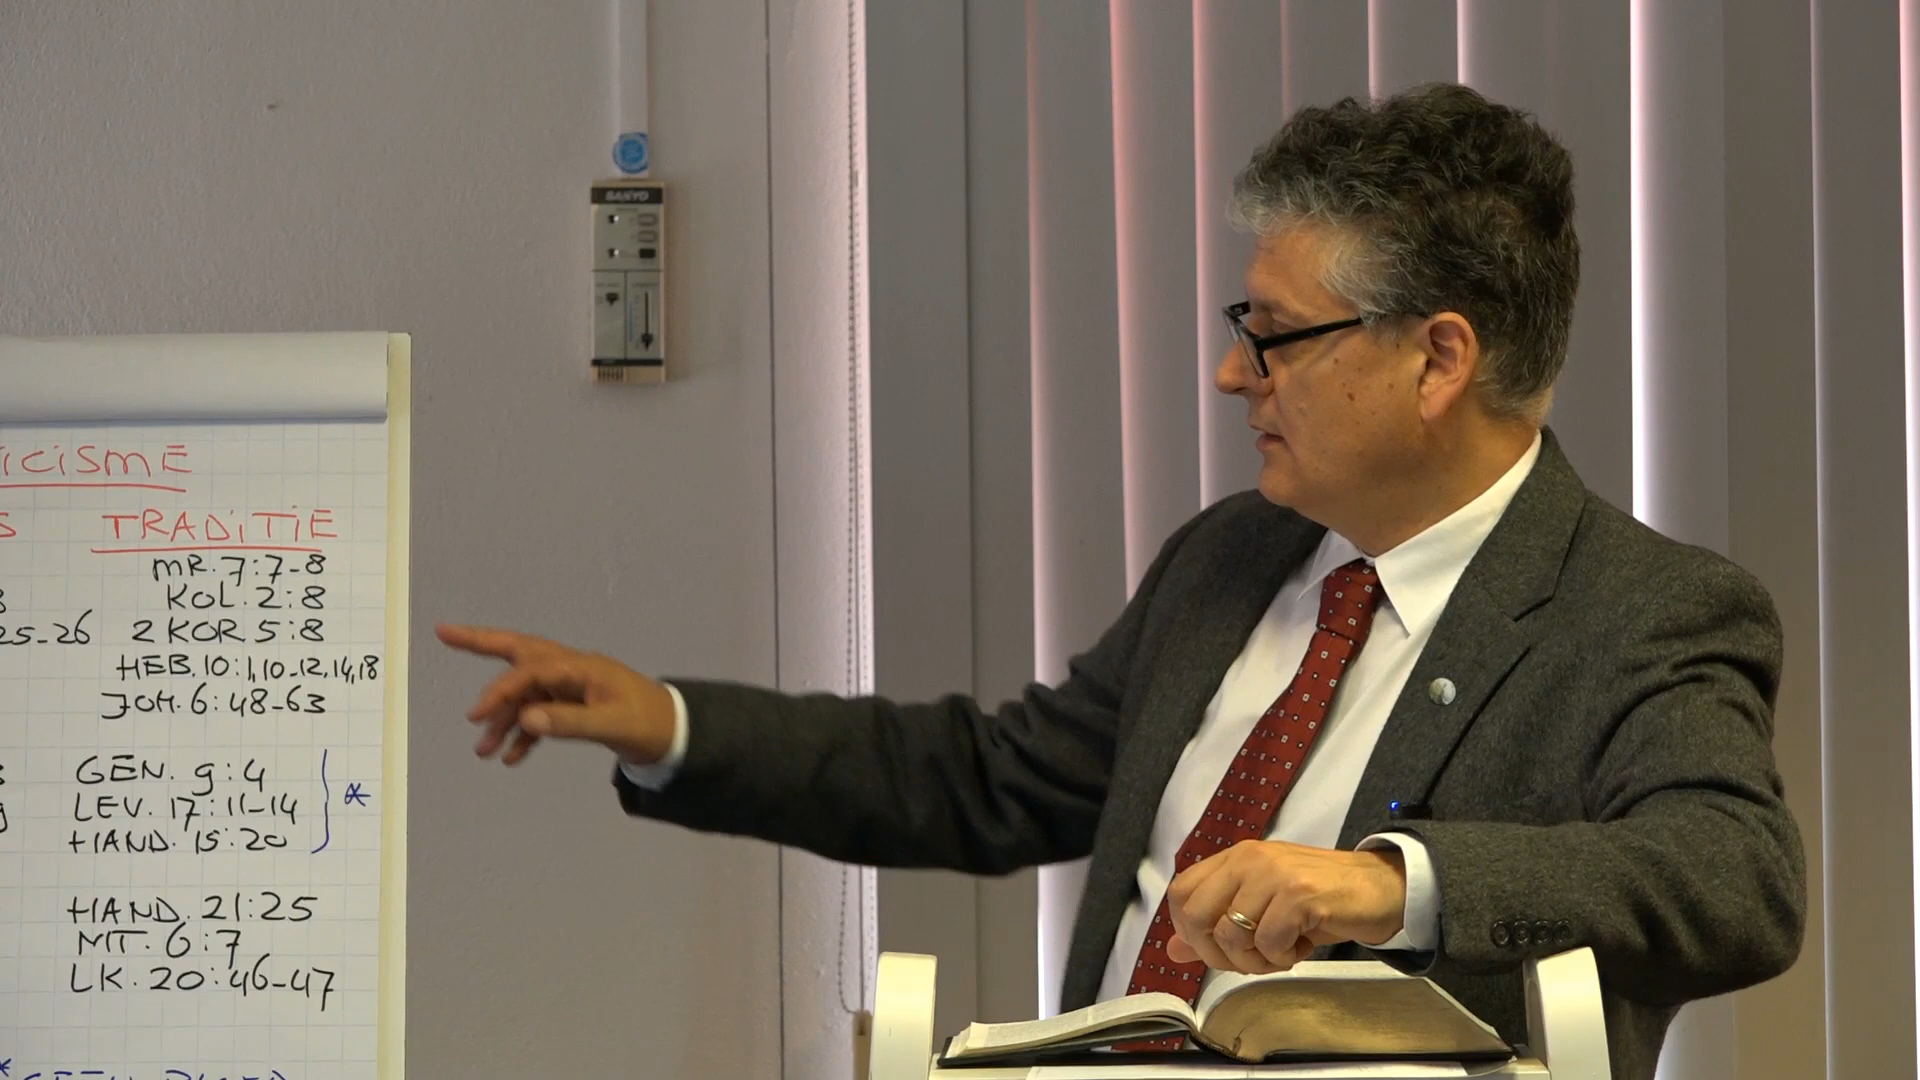 SANYO
iCiSME
S TRADiTiE
MR. 7:7-8
KOL. 2:8
25-26 2 KOR 5:8
HEB. 10:1,10-12,14,18
JOH. 6:48-63
GEN. 9:4
LEV. 17:11-14 *
HAND. 15:20
HAND. 21:25
MT. 6:7
LK. 20:46-47